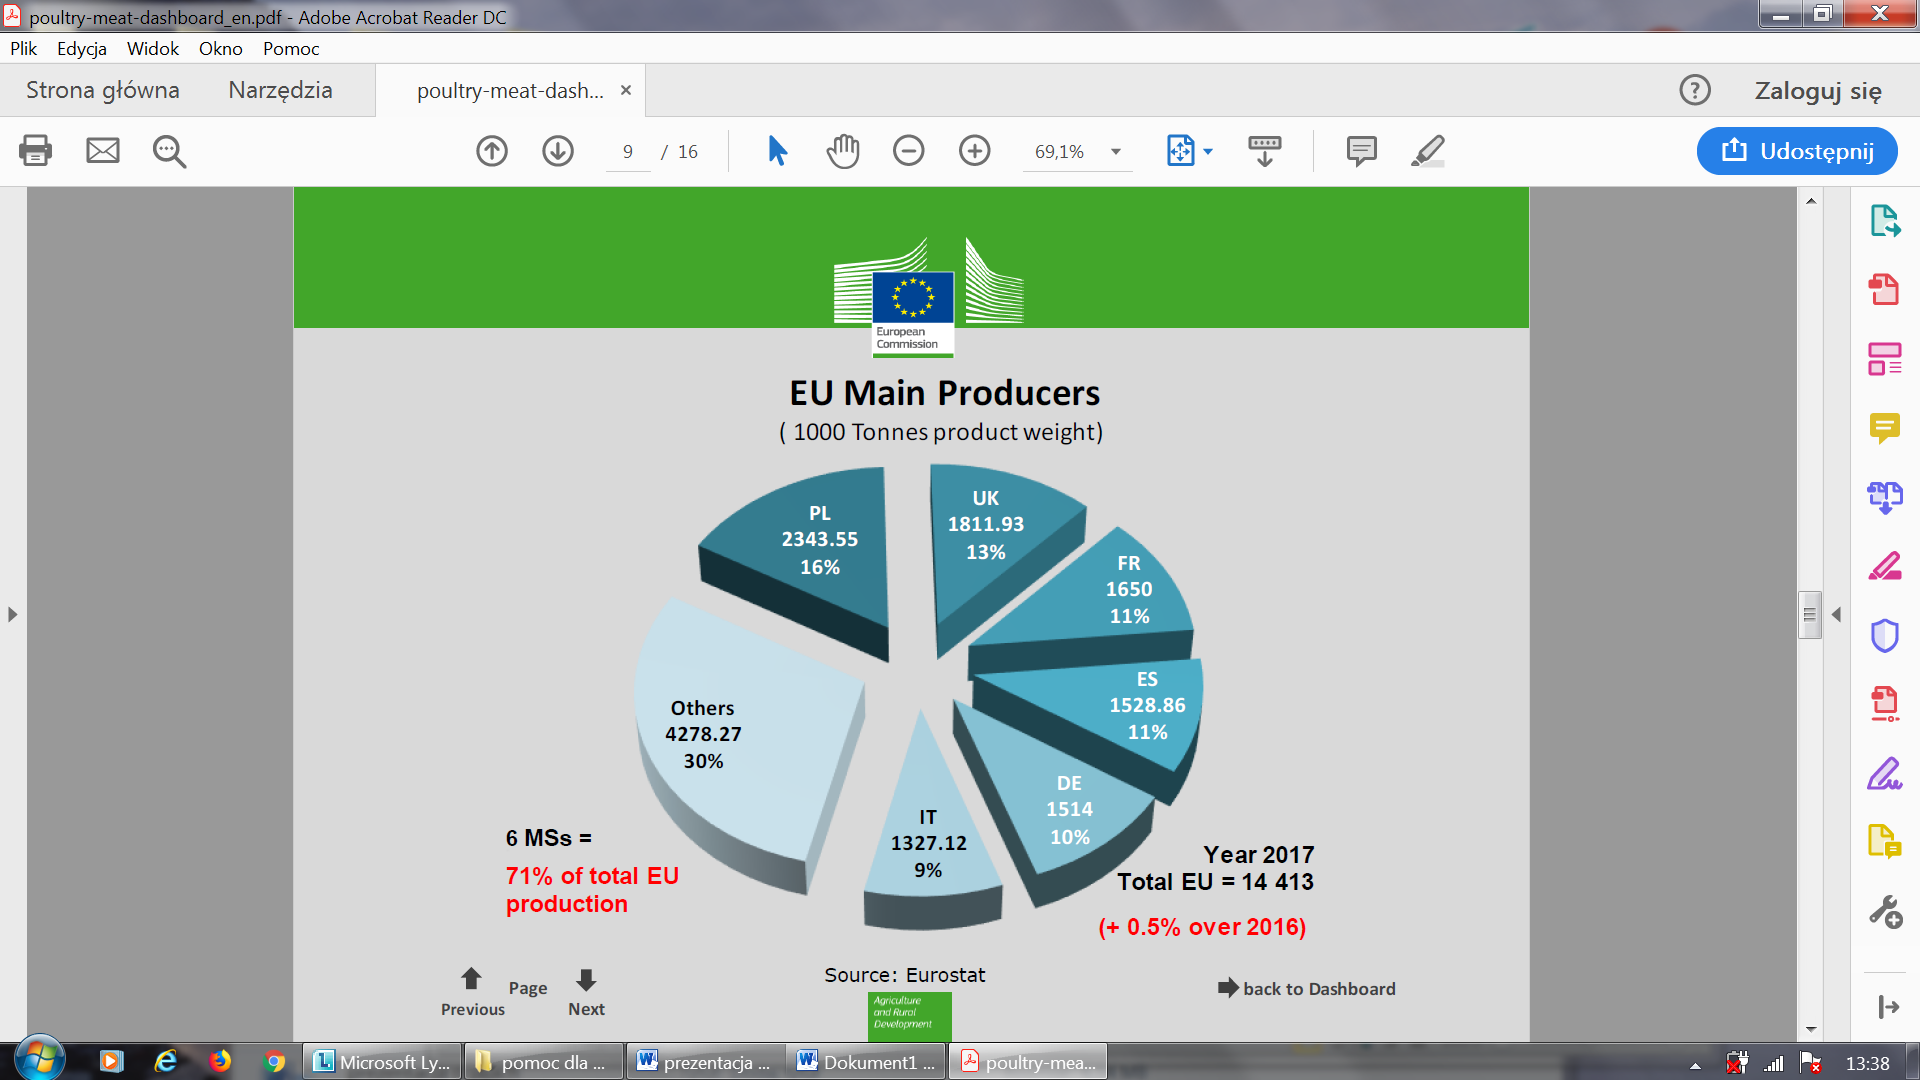 poultry-meat-dashboard_en.pdf - Adobe Acrobat Reader DC
Plik Edycja Widok Okno Pomoc
Strona główna Narzędzia poultry-meat-dash... × ? Zaloguj się
9 / 16 69,1% Udostępnij
European
Commission
EU Main Producers
( 1000 Tonnes product weight)
PL
2343.55
16%
UK
1811.93
13%
FR
1650
11%
ES
1528.86
11%
DE
1514
10%
IT
1327.12
9%
Others
4278.27
30%
6 MSs =
71% of total EU
production
Year 2017
Total EU = 14 413
(+ 0.5% over 2016)
Source: Eurostat
Previous Page Next
back to Dashboard
Agriculture
and Rural
Development
Microsoft Ly... pomoc dla ... prezentacja ... Dokument1 ... poultry-mea... 13:38